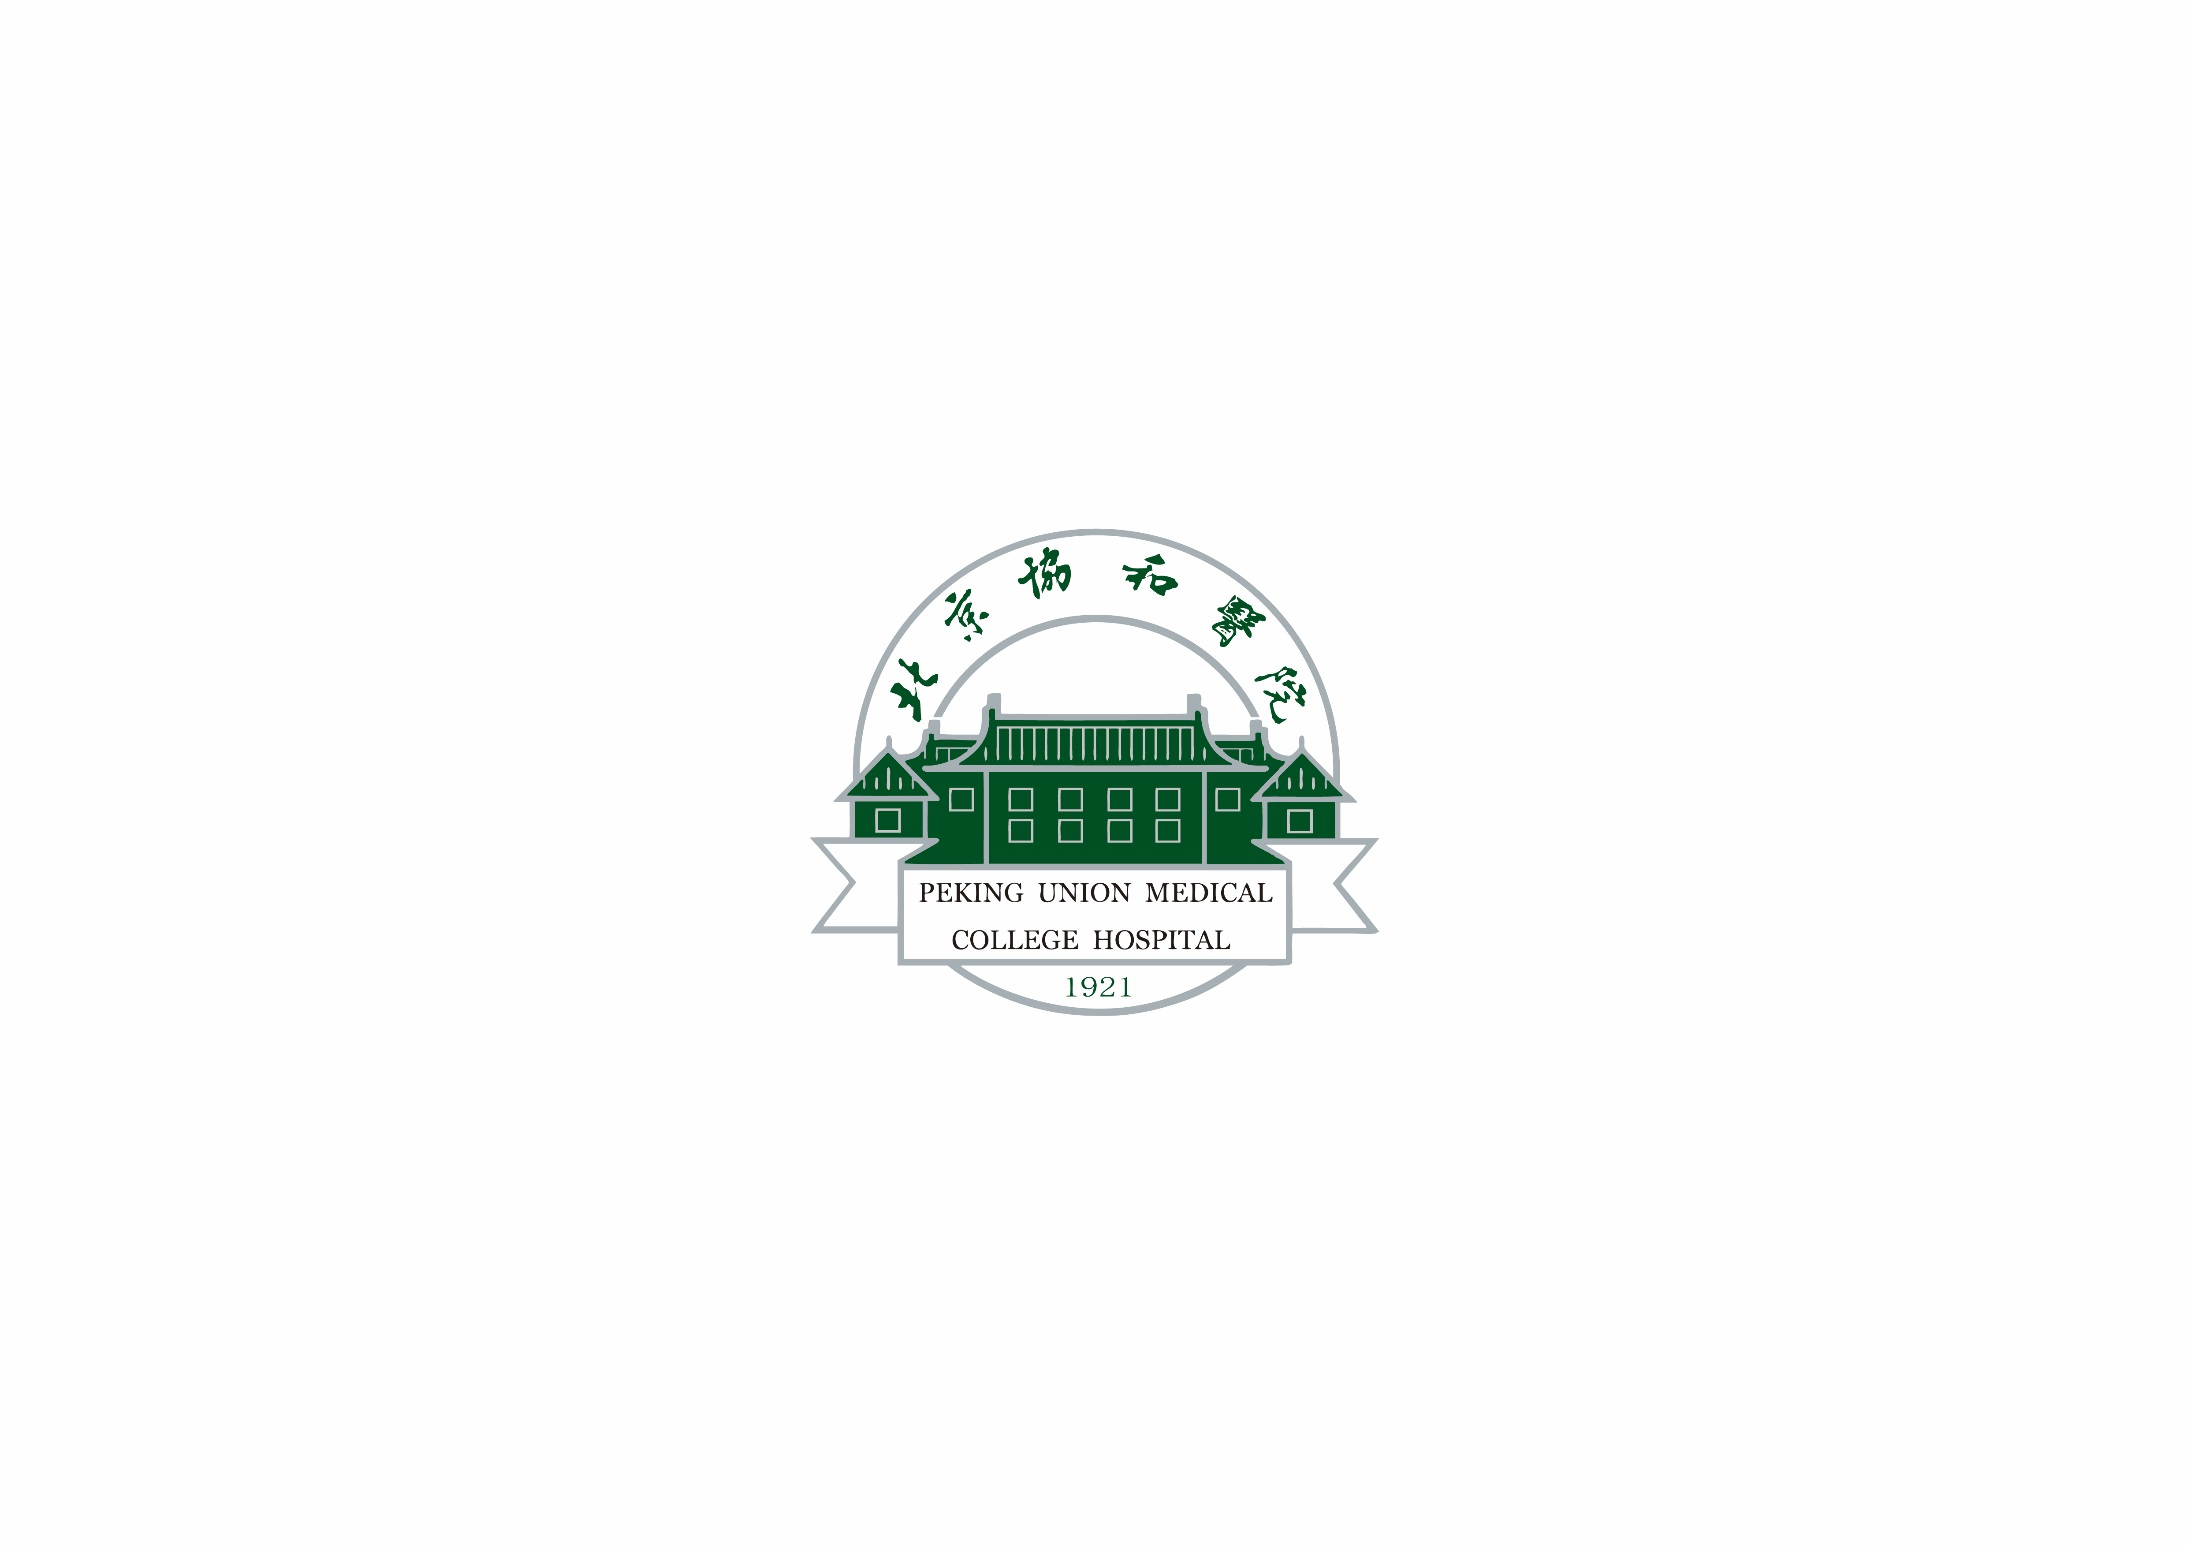 北京協和醫院
PEKING UNION MEDICAL
COLLEGE HOSPITAL
1921